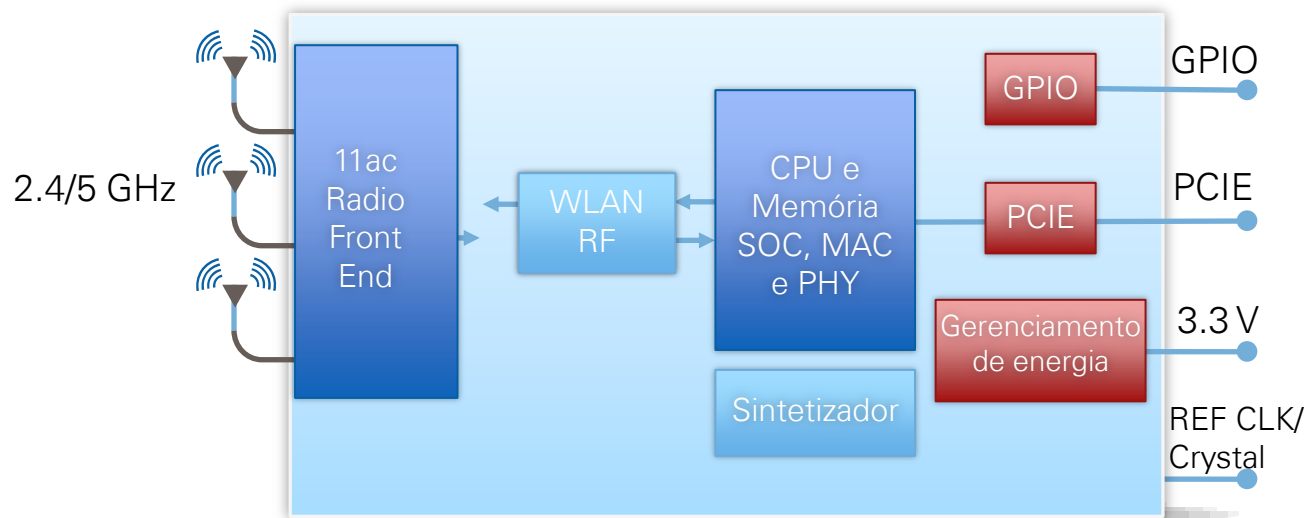 2.4/5 GHz
11ac
Radio
Front
End
WLAN
RF
CPU e
Memória
SOC, MAC
e PHY
Sintetizador
GPIO
GPIO
PCIE
PCIE
Gerenciamento
de energia
3.3 V
REF CLK/
Crystal